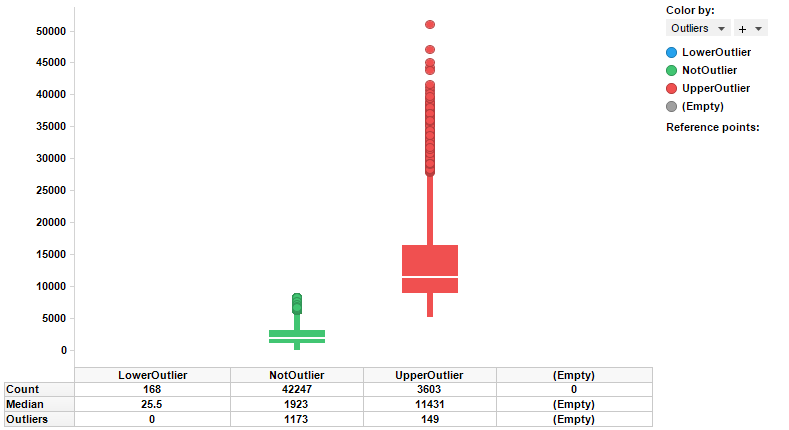 50000
45000
40000
35000
30000
25000
20000
15000
10000
5000
0
LowerOutlier NotOutlier UpperOutlier (Empty)
Count 168 42247 3603 0
Median 25.5 1923 11431 (Empty)
Outliers 0 1173 149 (Empty)
Color by:
Outliers +
LowerOutlier
NotOutlier
UpperOutlier
(Empty)
Reference points: